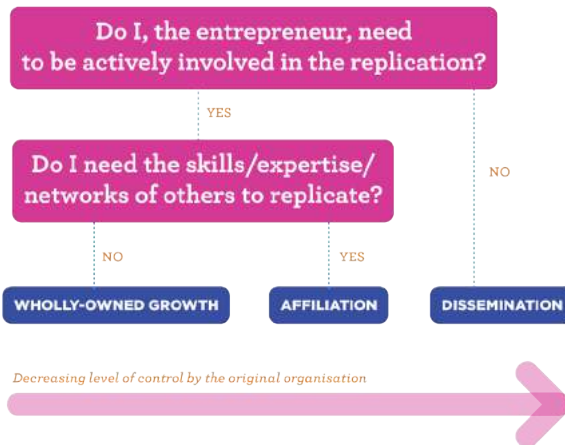 Do I, the entrepreneur, need
to be actively involved in the replication?
YES
Do I need the skills/expertise/
networks of others to replicate?
NO
NO
YES
WHOLLY-OWNED GROWTH
AFFILIATION
DISSEMINATION
Decreasing level of control by the original organisation